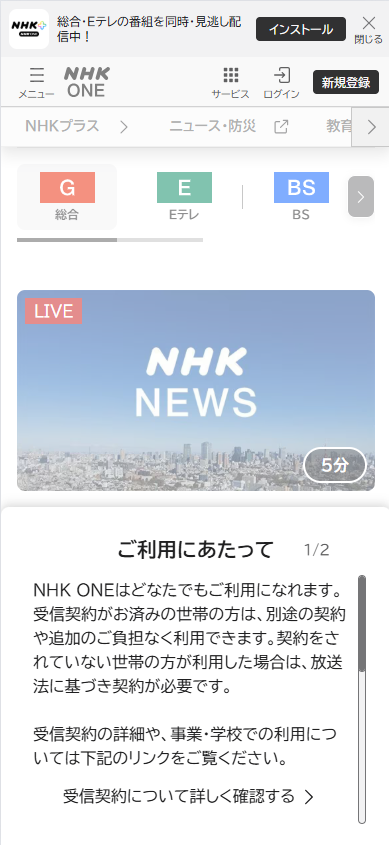 NHK+
総合・Eテレの番組を同時・見逃し配
信中！
インストール
閉じる
メニュー
NHK
ONE
サービス
ログイン
新規登録
NHKプラス
ニュース・防災
教育
G
総合
E
Eテレ
BS
BS
LIVE
NHK
NEWS
5分
ご利用にあたって
1/2
NHK ONEはどなたでもご利用になれます。
受信契約がお済みの世帯の方は、別途の契約
や追加のご負担なく利用できます。契約をさ
れていない世帯の方が利用した場合は、放送
法に基づき契約が必要です。
受信契約の詳細や、事業・学校での利用につ
いては下記のリンクをご覧ください。
受信契約について詳しく確認する